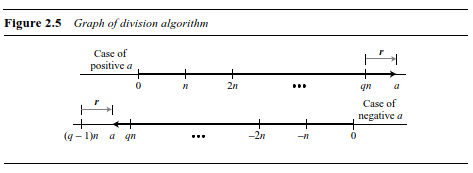 Figure 2.5 Graph of division algorithm
Case of
positive a
r
0 n 2n ••• qn a
r
Case of
negative a
(q – 1)n a qn ••• –2n –n 0